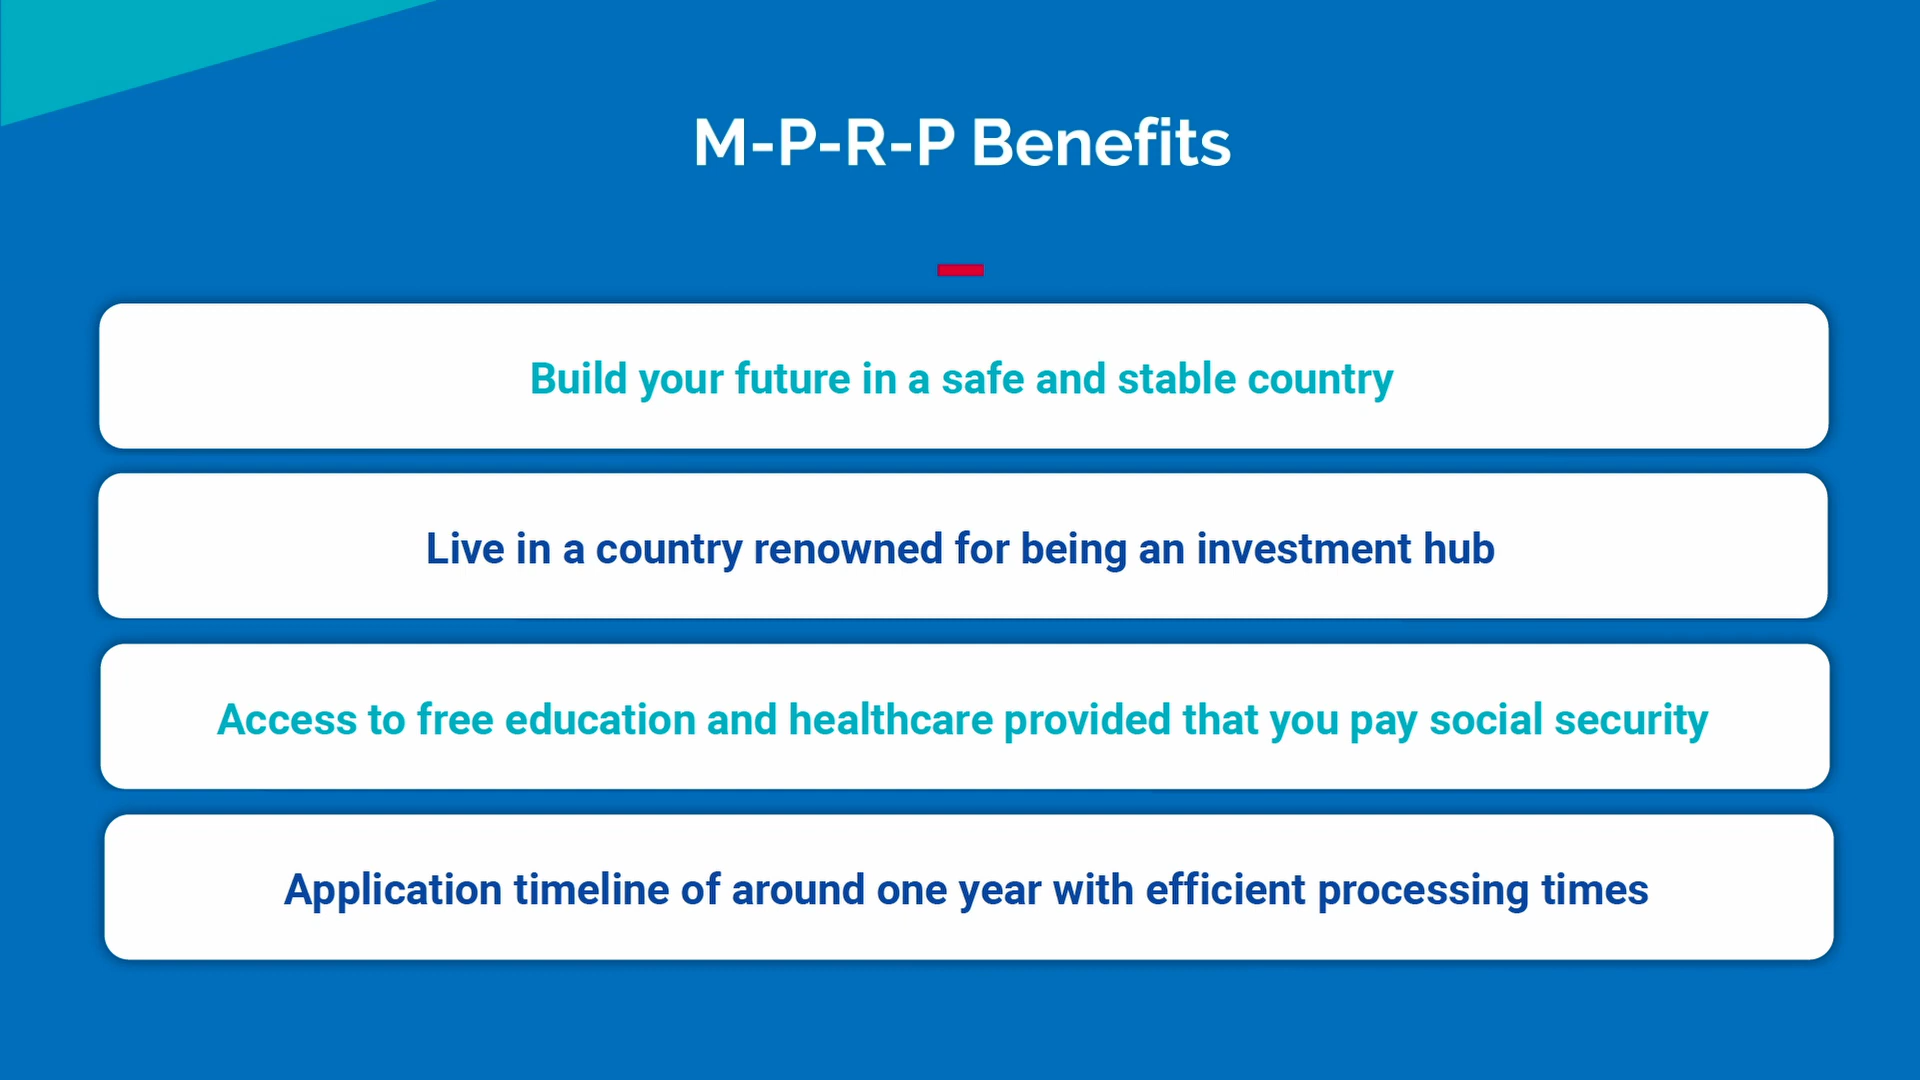 M-P-R-P Benefits
Build your future in a safe and stable country
Live in a country renowned for being an investment hub
Access to free education and healthcare provided that you pay social security
Application timeline of around one year with efficient processing times